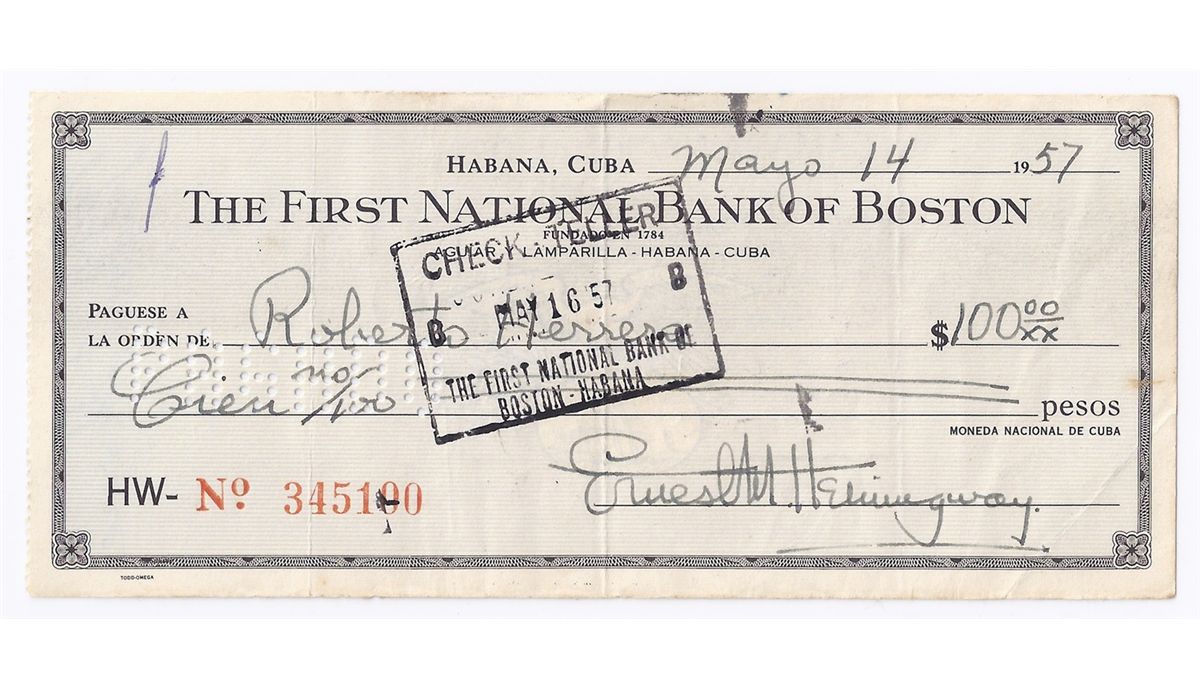 HABANA, CUBA Mayo 14 1957
THE FIRST NATIONAL BANK OF BOSTON
FUNDADO EN 1784
AGUIAR Y LAMPARILLA - HABANA - CUBA
CHECK - TELLER
B MAY 16 '57 B
THE FIRST NATIONAL BANK OF
BOSTON - HABANA
PAGUESE A
LA ORDEN DE Roberto Herrera $100 00/xx
Cien no/100 pesos
MONEDA NACIONAL DE CUBA
HW- Nº 345100
Ernest M. Hemingway
TODD-OMEGA